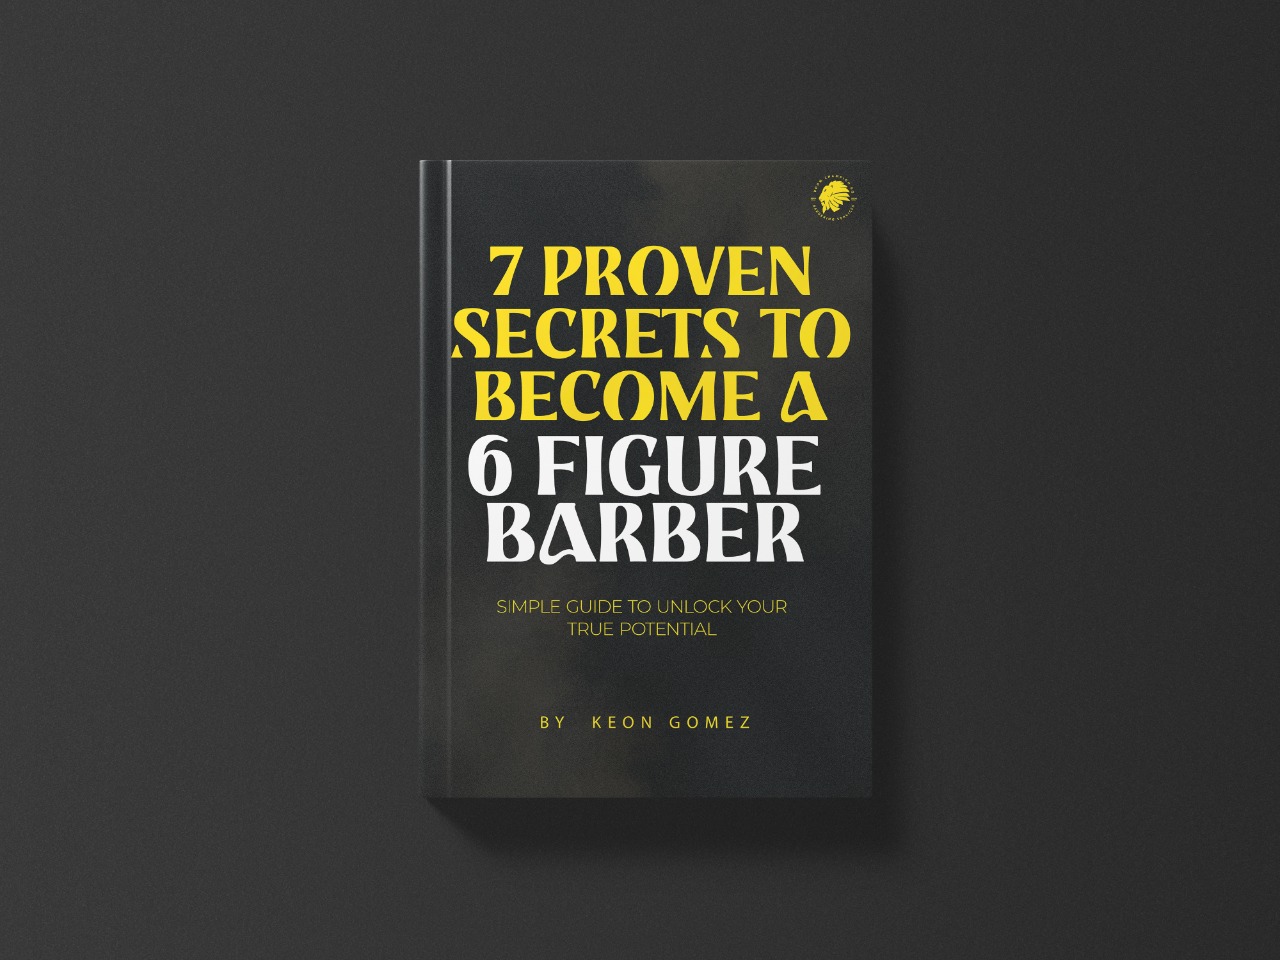 7 PROVEN
SECRETS TO
BECOME A
6 FIGURE
BARBER
SIMPLE GUIDE TO UNLOCK YOUR
TRUE POTENTIAL
BY KEON GOMEZ